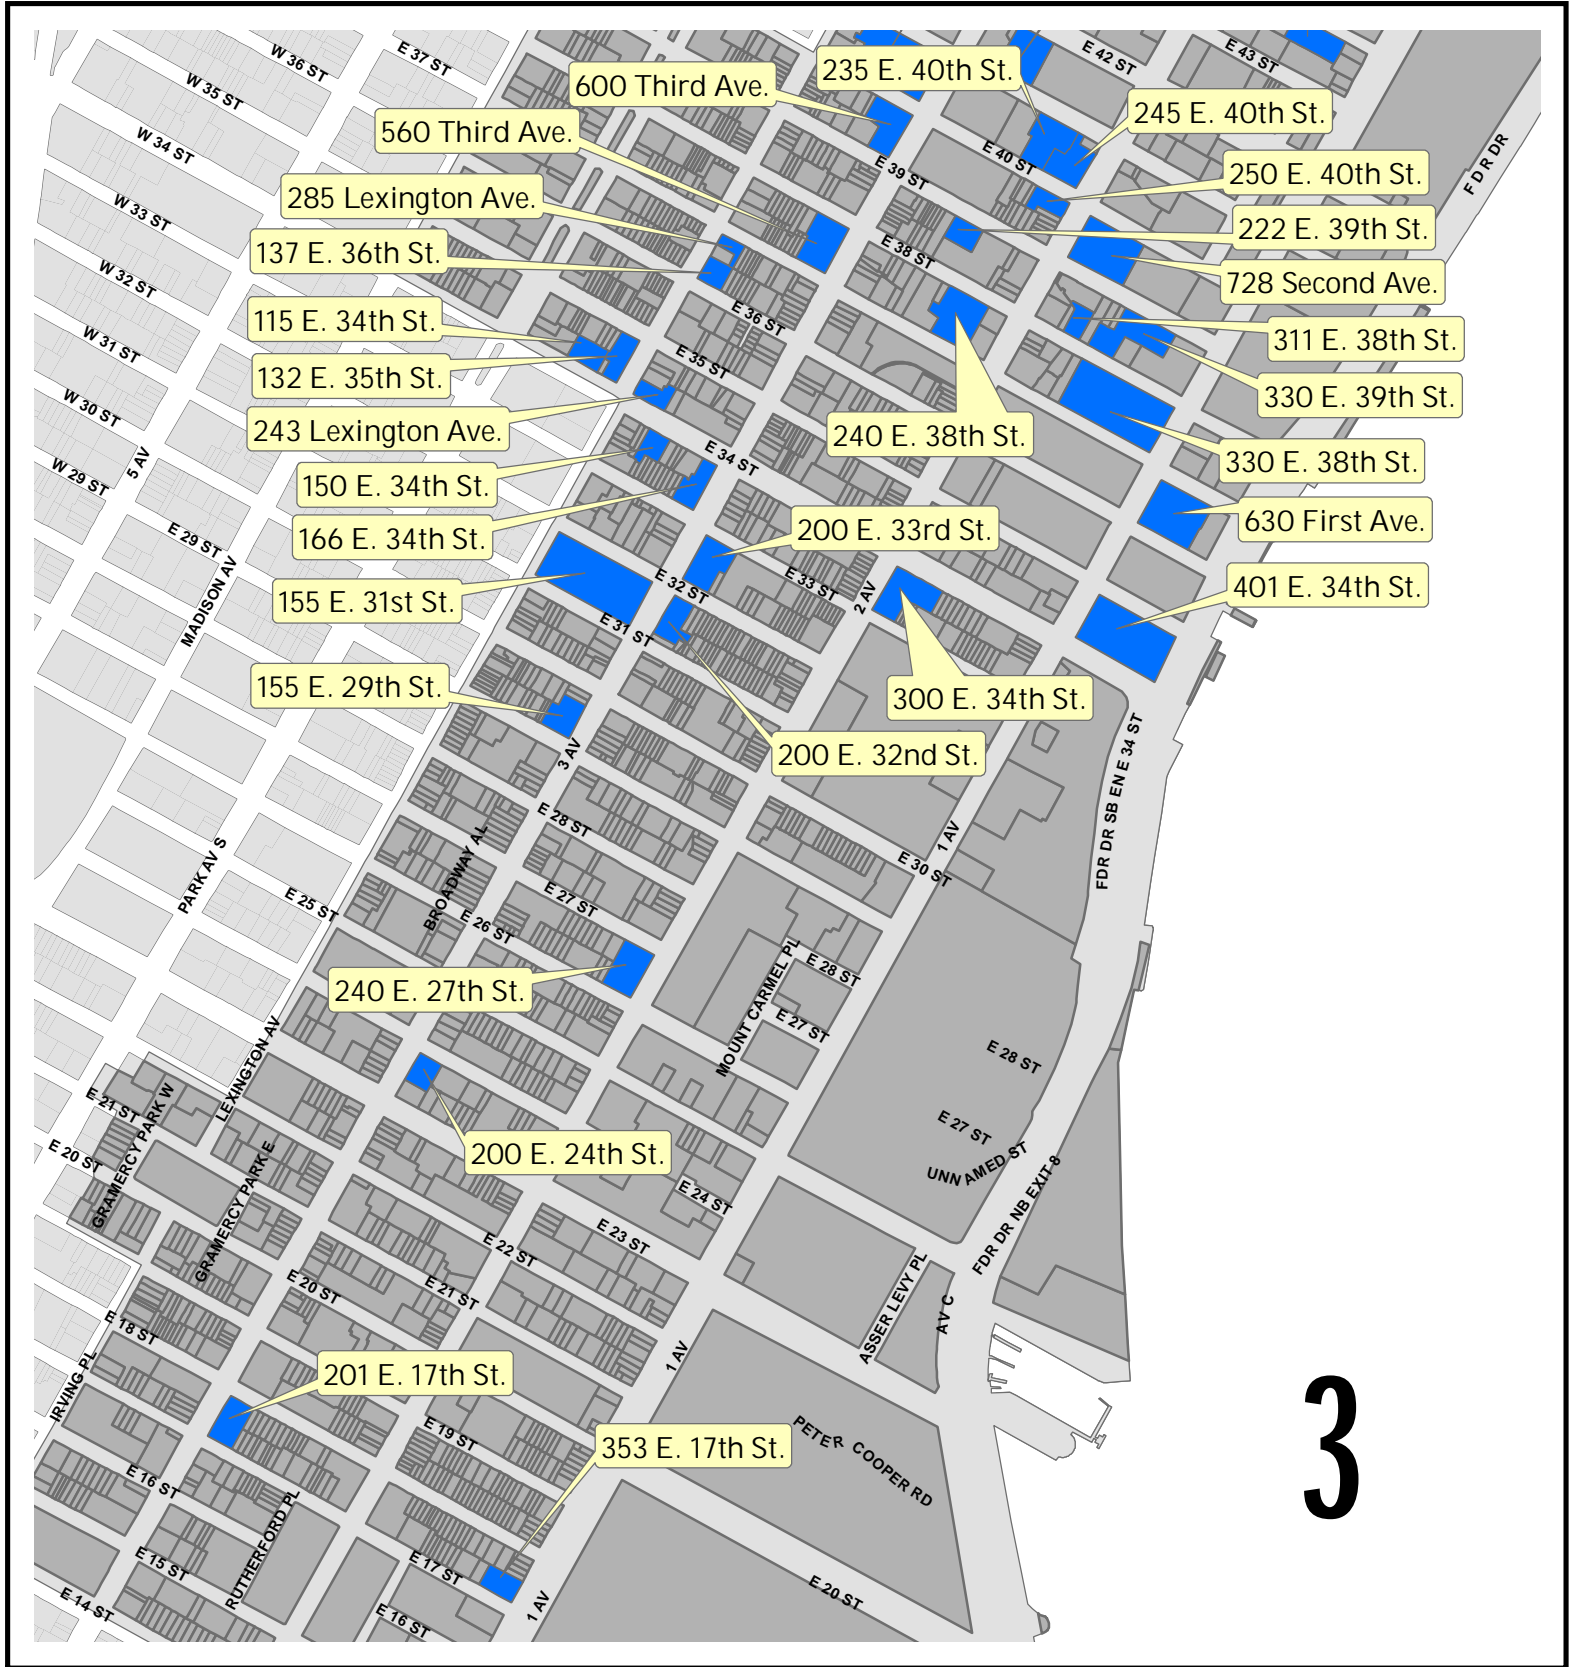 W 36 ST
E 37 ST
W 35 ST
W 34 ST
W 33 ST
W 32 ST
W 31 ST
W 30 ST
W 29 ST
5 AV
E 29 ST
MADISON AV
PARK AV S
E 25 ST
E 42 ST
E 43 ST
F D R DR
600 Third Ave.
235 E. 40th St.
245 E. 40th St.
560 Third Ave.
E 40 ST
E 39 ST
250 E. 40th St.
285 Lexington Ave.
222 E. 39th St.
137 E. 36th St.
E 38 ST
728 Second Ave.
115 E. 34th St.
E 36 ST
311 E. 38th St.
132 E. 35th St.
E 35 ST
330 E. 39th St.
243 Lexington Ave.
240 E. 38th St.
330 E. 38th St.
150 E. 34th St.
E 34 ST
166 E. 34th St.
200 E. 33rd St.
630 First Ave.
155 E. 31st St.
E 32 ST
E 33 ST
2 AV
401 E. 34th St.
E 31 ST
155 E. 29th St.
300 E. 34th St.
200 E. 32nd St.
3 AV
FDR DR SB EN E 34 ST
E 28 ST
1 AV
BROADWAY AL
E 30 ST
E 27 ST
E 26 ST
240 E. 27th St.
MOUNT CARMEL PL
E 28 ST
E 27 ST
E 28 ST
LEXINGTON AV
E 21 ST
GRAMERCY PARK W
E 20 ST
GRAMERCY PARK E
200 E. 24th St.
E 27 ST
UNNAMED ST
FDR DR NB EXIT 8
E 24 ST
E 23 ST
E 22 ST
E 21 ST
E 20 ST
ASSER LEVY PL
AV C
E 18 ST
IRVING PL
1 AV
201 E. 17th St.
E 19 ST
353 E. 17th St.
PETER COOPER RD
3
E 16 ST
RUTHERFORD PL
E 15 ST
E 14 ST
E 17 ST
E 16 ST
1 AV
E 20 ST